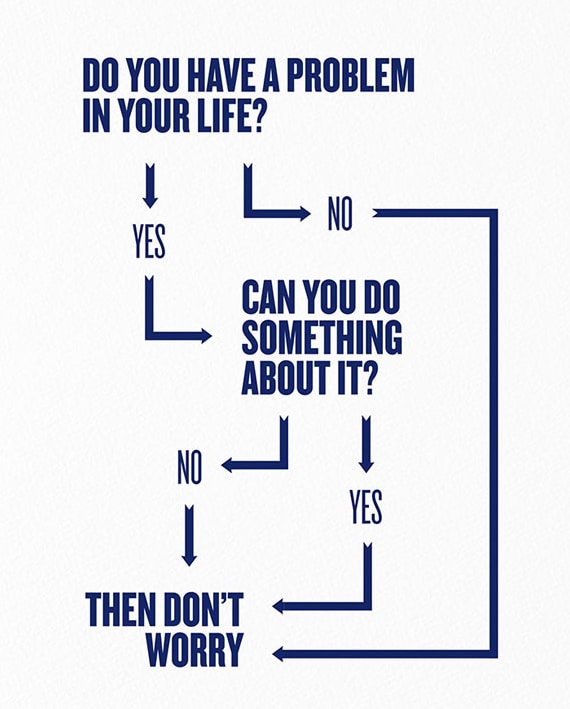 DO YOU HAVE A PROBLEM
IN YOUR LIFE?
NO
YES
CAN YOU DO
SOMETHING
ABOUT IT?
NO
YES
THEN DON'T
WORRY